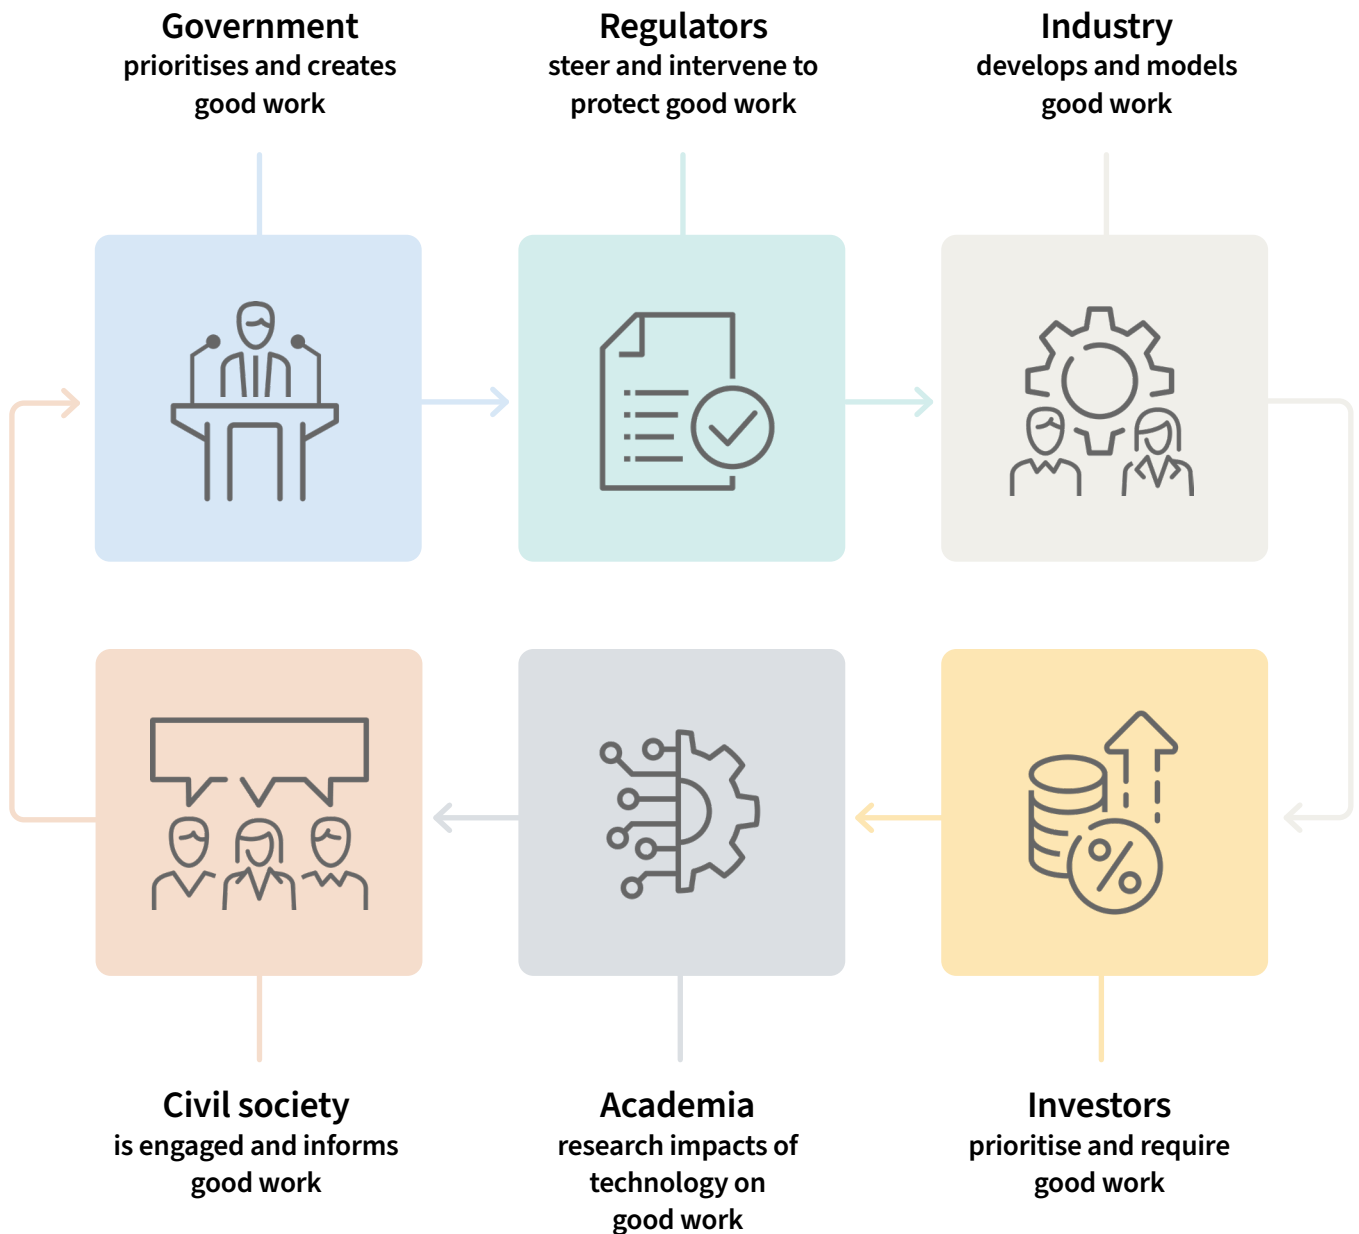 Government
prioritises and creates
good work
Regulators
steer and intervene to
protect good work
Industry
develops and models
good work
Civil society
is engaged and informs
good work
Academia
research impacts of
technology on
good work
Investors
prioritise and require
good work